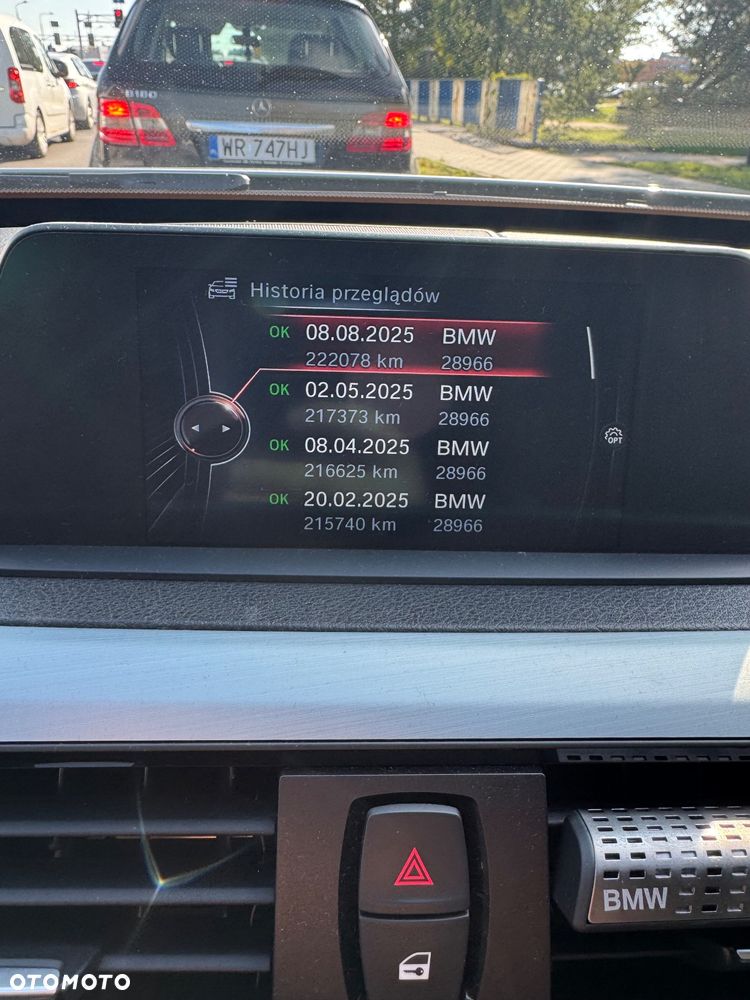 B180
WR 747HJ
Historia przeglądów
OK 08.08.2025 BMW
222078 km 28966
OK 02.05.2025 BMW
217373 km 28966
OK 08.04.2025 BMW
216625 km 28966
OK 20.02.2025 BMW
215740 km 28966
OPT
BMW
OTOMOTO